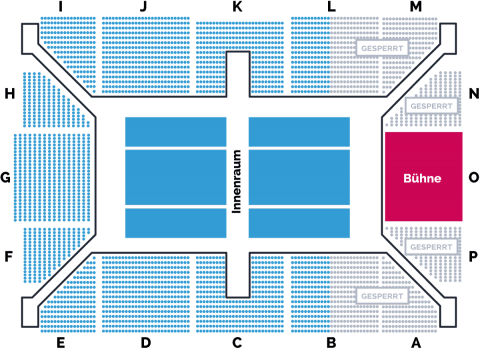 I J K L M
GESPERRT
H N
GESPERRT
G Innenraum Bühne O
F P
GESPERRT
GESPERRT
E D C B A